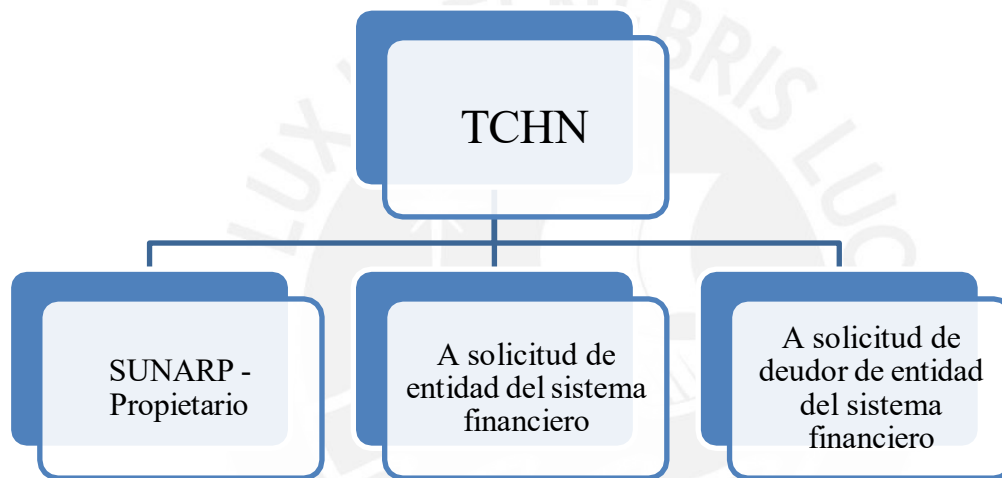 TCHN
SUNARP -
Propietario
A solicitud de
entidad del sistema
financiero
A solicitud de
deudor de entidad
del sistema
financiero